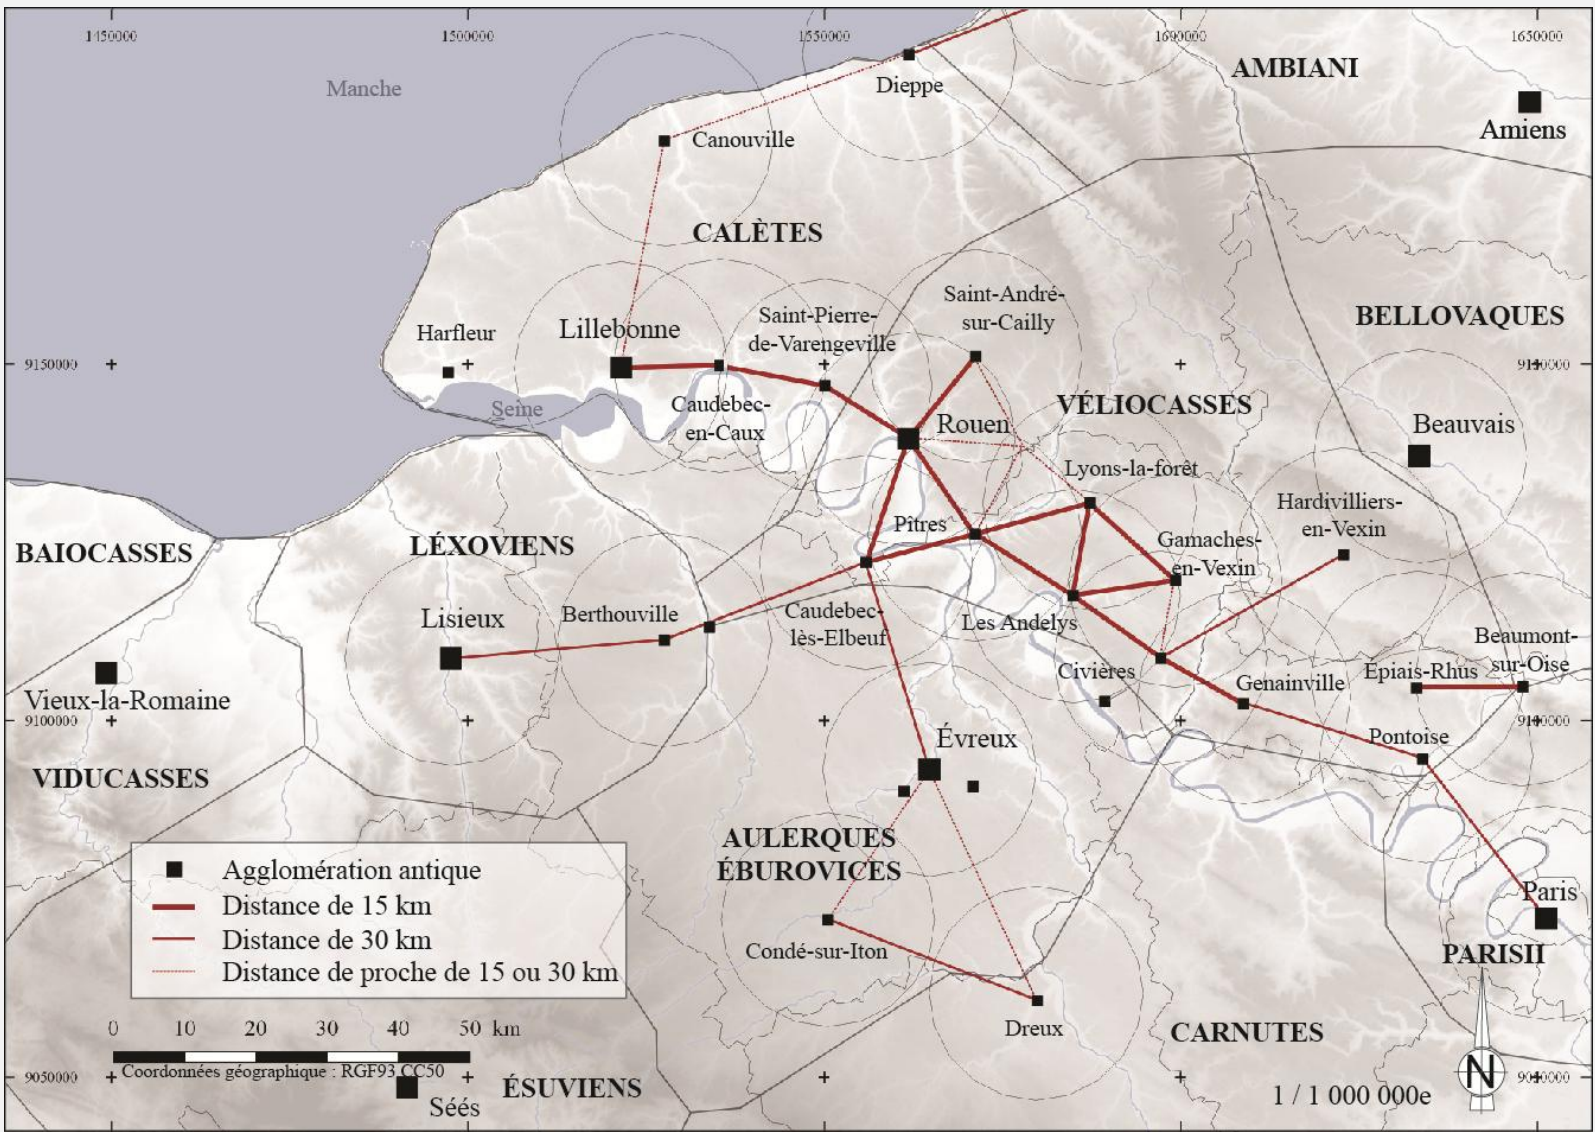 1450000
1500000
1550000
1600000
1650000
Manche
Dieppe
AMBIANI
Amiens
Canouville
CALÈTES
Saint-André-
sur-Cailly
Saint-Pierre-
de-Varengeville
BELLOVAQUES
Harfleur
Lillebonne
9150000
9150000
Seine
Caudebec-
en-Caux
Rouen
VÉLIOCASSES
Beauvais
Lyons-la-forêt
Hardivilliers-
en-Vexin
Pîtres
Gamaches-
en-Vexin
BAIOCASSES
LÉXOVIENS
Lisieux
Berthouville
Caudebec-
lès-Elbeuf
Les Andelys
Beaumont-
sur-Oise
Civières
Genainville
Epiais-Rhus
Vieux-la-Romaine
9100000
9100000
Évreux
Pontoise
VIDUCASSES
AULERQUES
ÉBUROVICES
Agglomération antique
Distance de 15 km
Distance de 30 km
Distance de proche de 15 ou 30 km
Paris
PARISII
Condé-sur-Iton
Dreux
CARNUTES
0 10 20 30 40 50 km
Coordonnées géographique : RGF93 CC50
9050000
9050000
Séés
ÉSUVIENS
N
1 / 1 000 000e